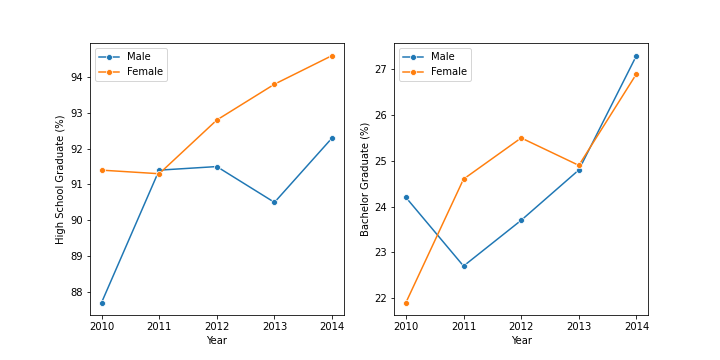 Male
Female
High School Graduate (%)
94
93
92
91
90
89
88
2010 2011 2012 2013 2014
Year
Male
Female
Bachelor Graduate (%)
27
26
25
24
23
22
2010 2011 2012 2013 2014
Year